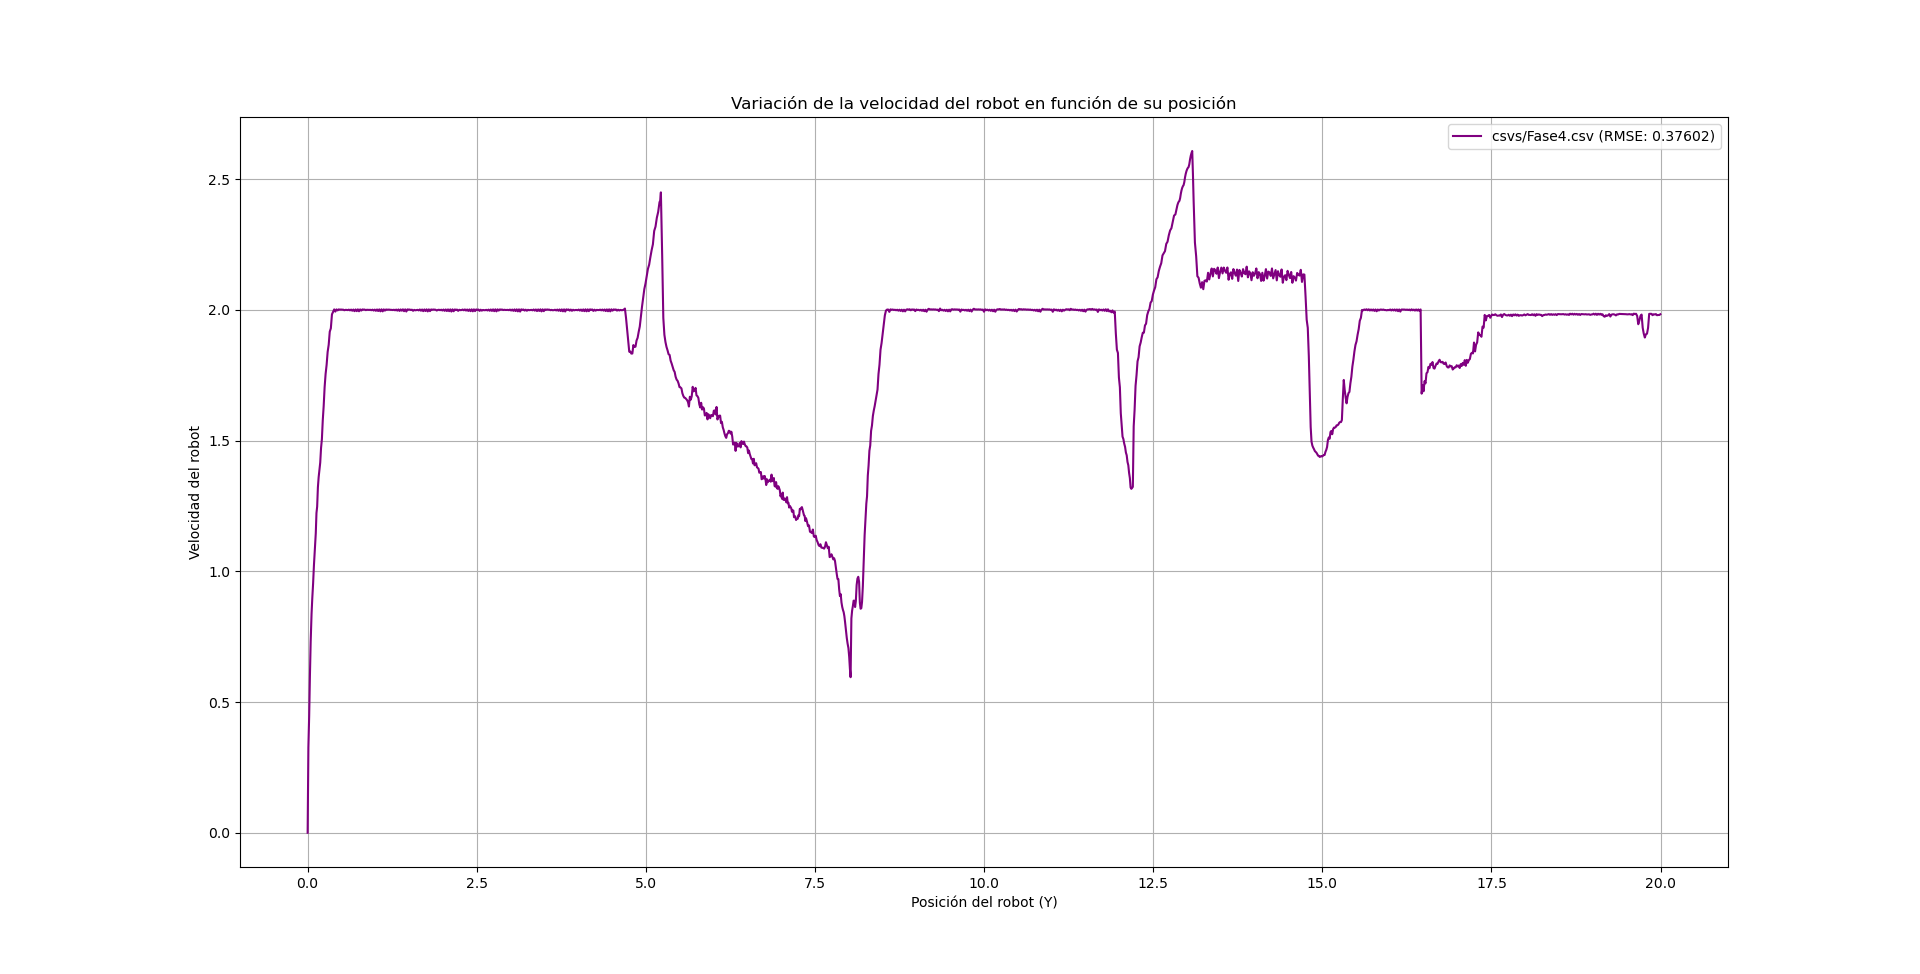 Variación de la velocidad del robot en función de su posición
csvs/Fase4.csv (RMSE: 0.37602)
Velocidad del robot
2.5
2.0
1.5
1.0
0.5
0.0
0.0 2.5 5.0 7.5 10.0 12.5 15.0 17.5 20.0
Posición del robot (Y)